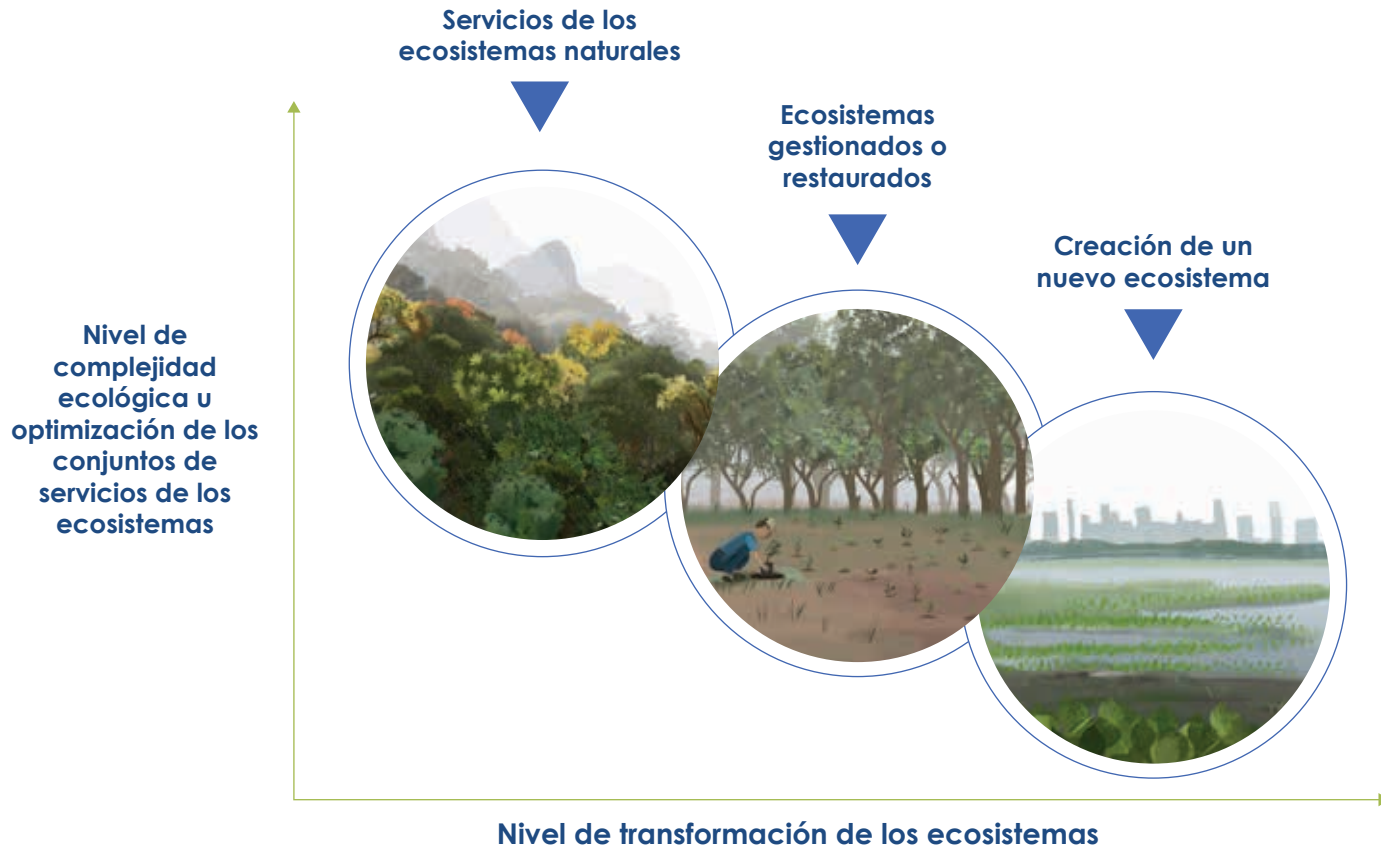 Servicios de los
ecosistemas naturales
Ecosistemas
gestionados o
restaurados
Creación de un
nuevo ecosistema
Nivel de
complejidad
ecológica u
optimización de los
conjuntos de
servicios de los
ecosistemas
Nivel de transformación de los ecosistemas